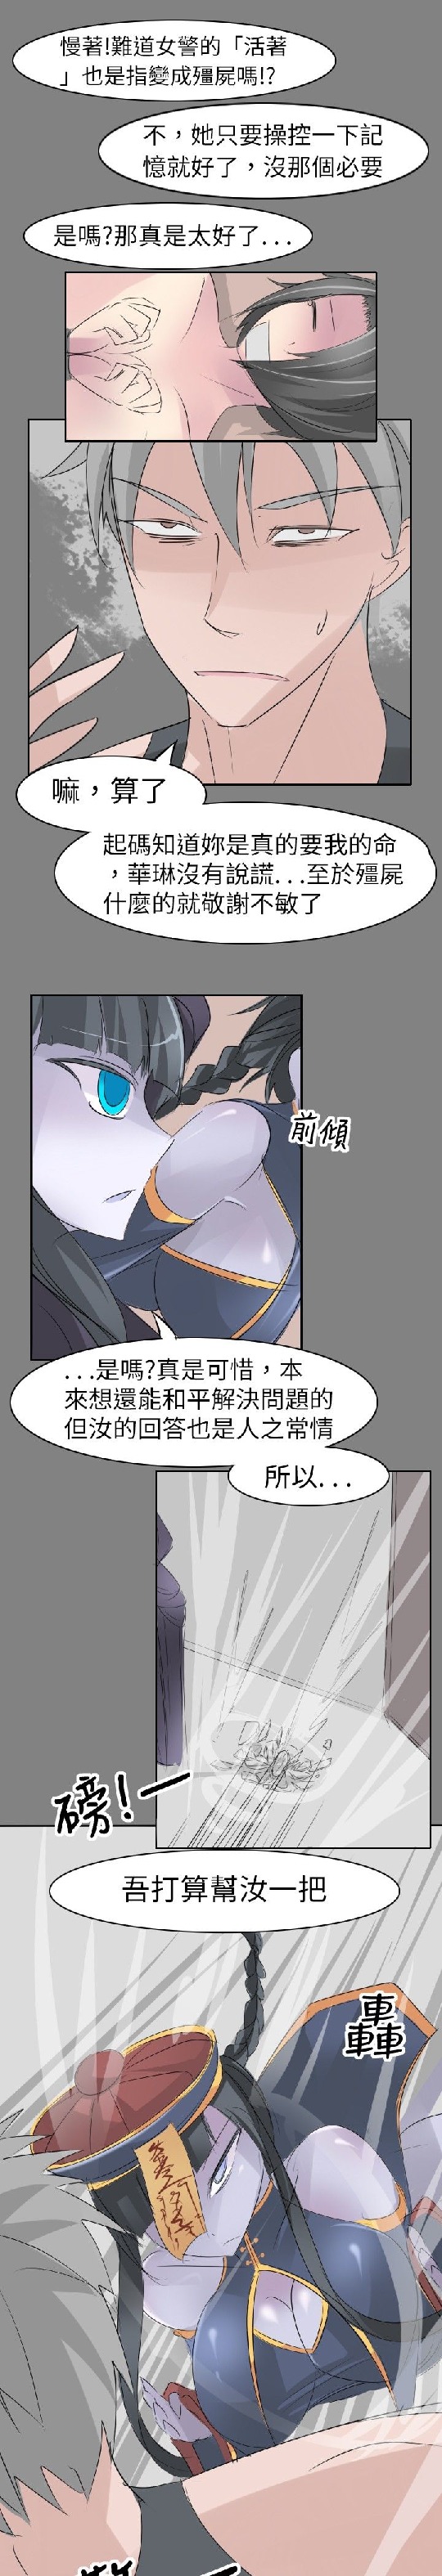 慢著!難道女警的「活著
」也是指變成殭屍嗎!?
不，她只要操控一下記
憶就好了，沒那個必要
是嗎?那真是太好了...
嘛，算了
起碼知道妳是真的要我的命
，華琳沒有說謊...至於殭屍
什麼的就敬謝不敏了
前傾
...是嗎?真是可惜，本
來想還能和平解決問題的
但汝的回答也是人之常情
所以...
磅!—
吾打算幫汝一把
轟